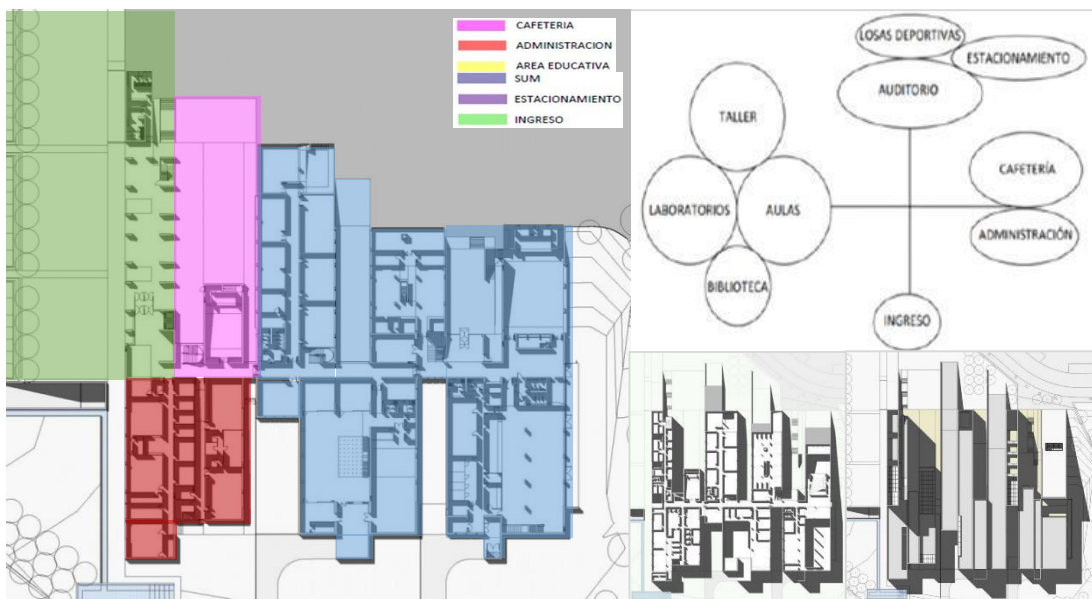 CAFETERIA
ADMINISTRACION
AREA EDUCATIVA
SUM
ESTACIONAMIENTO
INGRESO
LOSAS DEPORTIVAS
ESTACIONAMIENTO
AUDITORIO
TALLER
CAFETERÍA
LABORATORIOS
AULAS
ADMINISTRACIÓN
BIBLIOTECA
INGRESO